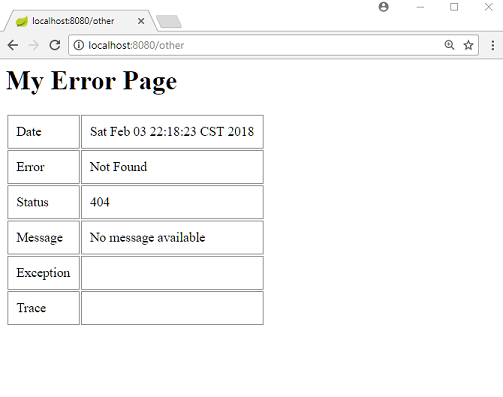 localhost:8080/other
localhost:8080/other
My Error Page
Date Sat Feb 03 22:18:23 CST 2018
Error Not Found
Status 404
Message No message available
Exception
Trace